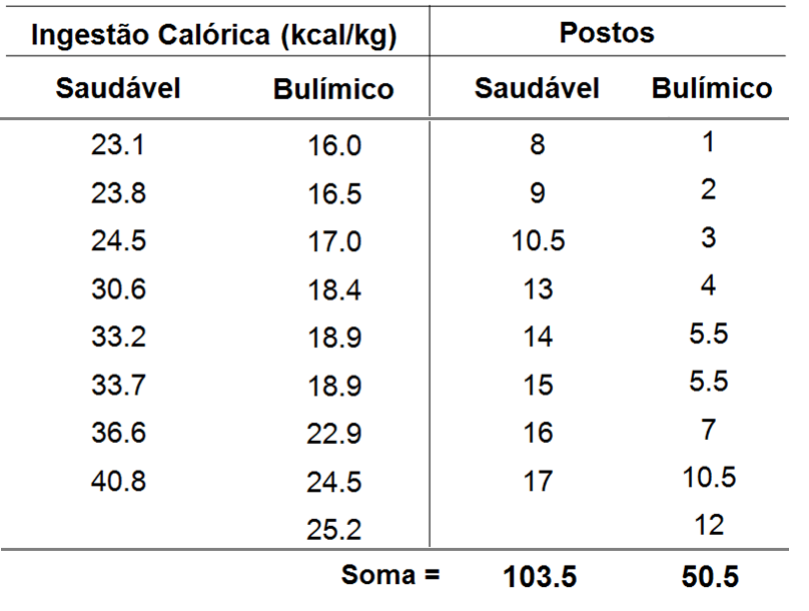 Ingestão Calórica (kcal/kg) Postos
Saudável Bulímico Saudável Bulímico
23.1 16.0 8 1
23.8 16.5 9 2
24.5 17.0 10.5 3
30.6 18.4 13 4
33.2 18.9 14 5.5
33.7 18.9 15 5.5
36.6 22.9 16 7
40.8 24.5 17 10.5
25.2 12
Soma = 103.5 50.5